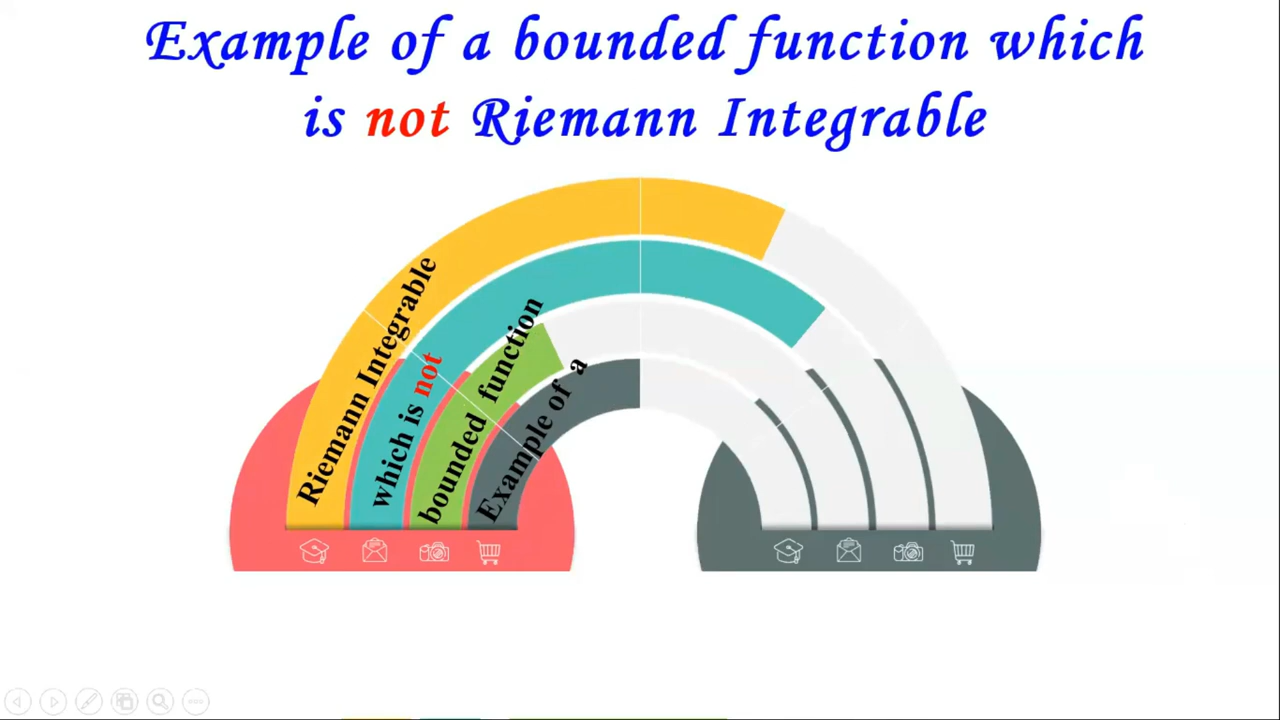 Example of a bounded function which
is not Riemann Integrable
Riemann Integrable
which is not
bounded function
Example of a